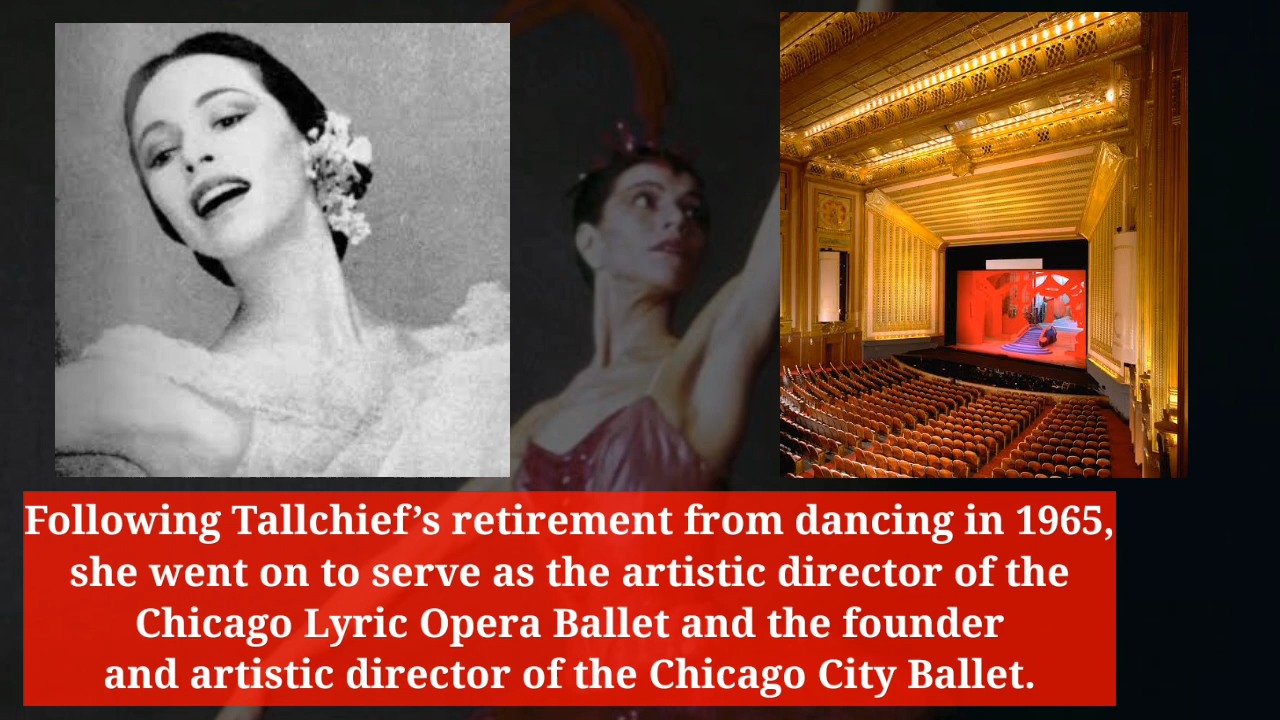 Following Tallchief’s retirement from dancing in 1965,
she went on to serve as the artistic director of the
Chicago Lyric Opera Ballet and the founder
and artistic director of the Chicago City Ballet.